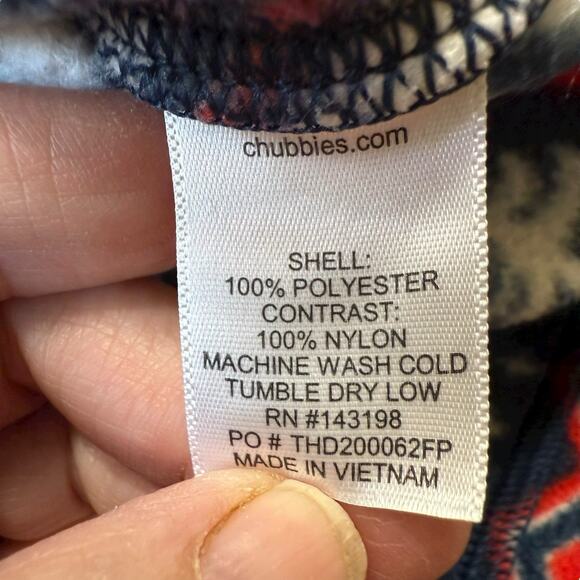 chubbies.com
SHELL:
100% POLYESTER
CONTRAST:
100% NYLON
MACHINE WASH COLD
TUMBLE DRY LOW
RN #143198
PO # THD200062FP
MADE IN VIETNAM